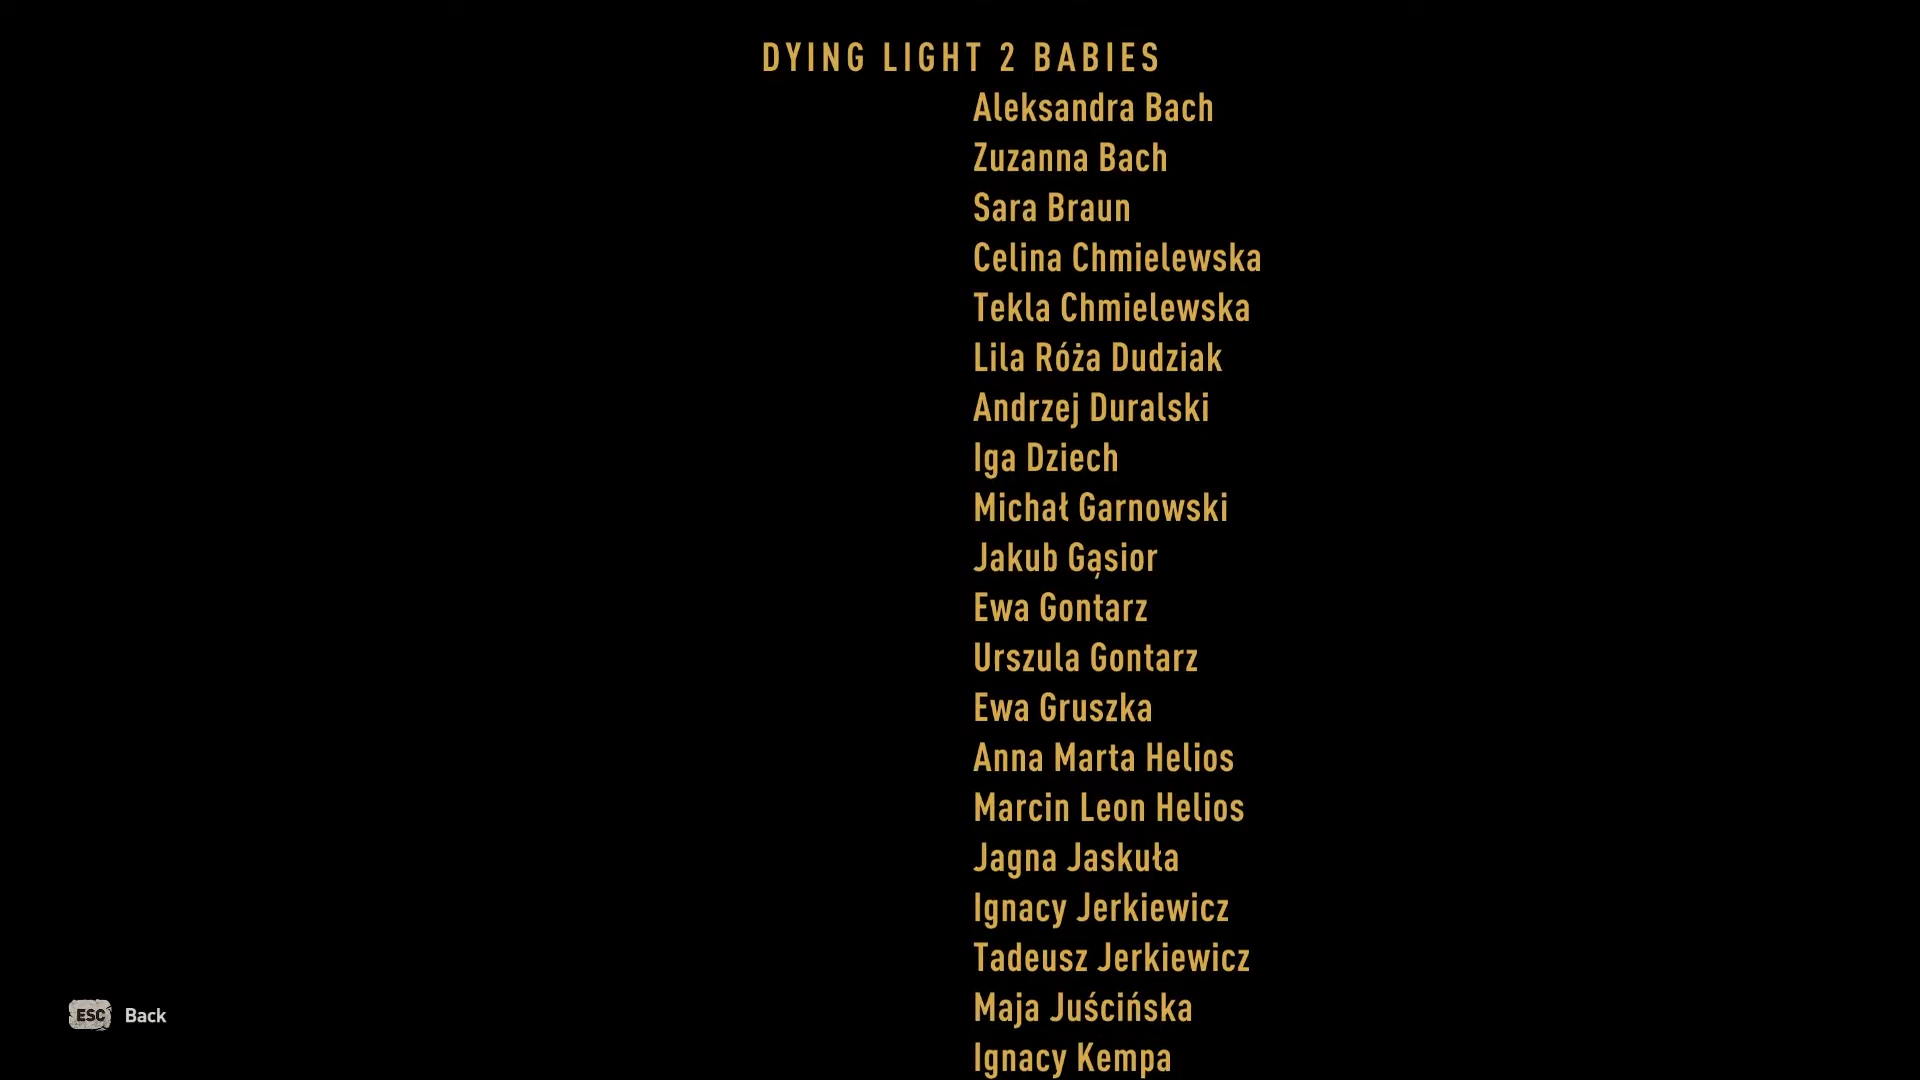 DYING LIGHT 2 BABIES
Aleksandra Bach
Zuzanna Bach
Sara Braun
Celina Chmielewska
Tekla Chmielewska
Lila Róża Dudziak
Andrzej Duralski
Iga Dziech
Michał Garnowski
Jakub Gąsior
Ewa Gontarz
Urszula Gontarz
Ewa Gruszka
Anna Marta Helios
Marcin Leon Helios
Jagna Jaskuła
Ignacy Jerkiewicz
Tadeusz Jerkiewicz
Maja Juścińska
Ignacy Kempa
ESC Back